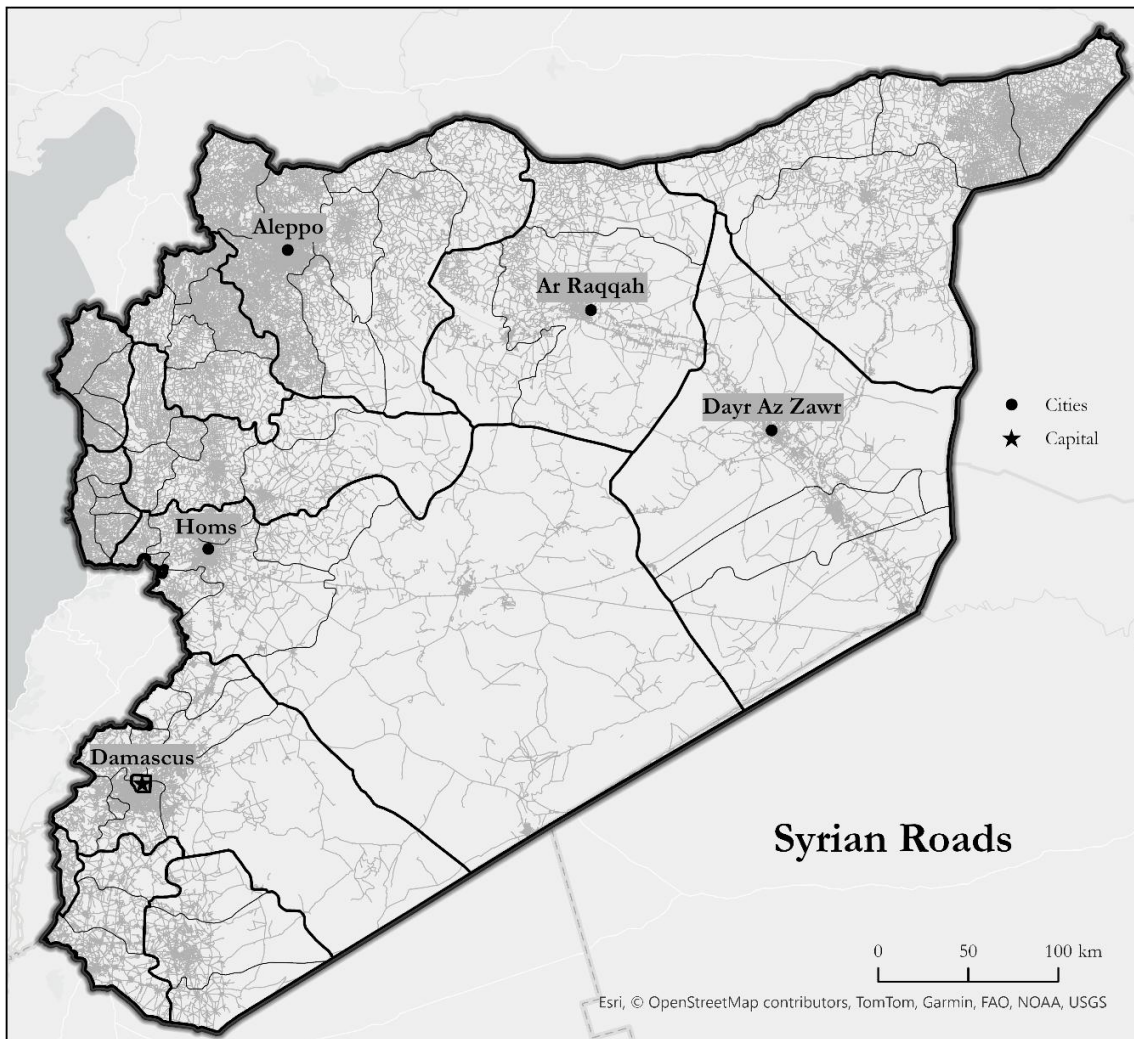 Aleppo
Ar Raqqah
Dayr Az Zawr
Cities
Capital
Homs
Damascus
Syrian Roads
0 50 100 km
Esri, © OpenStreetMap contributors, TomTom, Garmin, FAO, NOAA, USGS